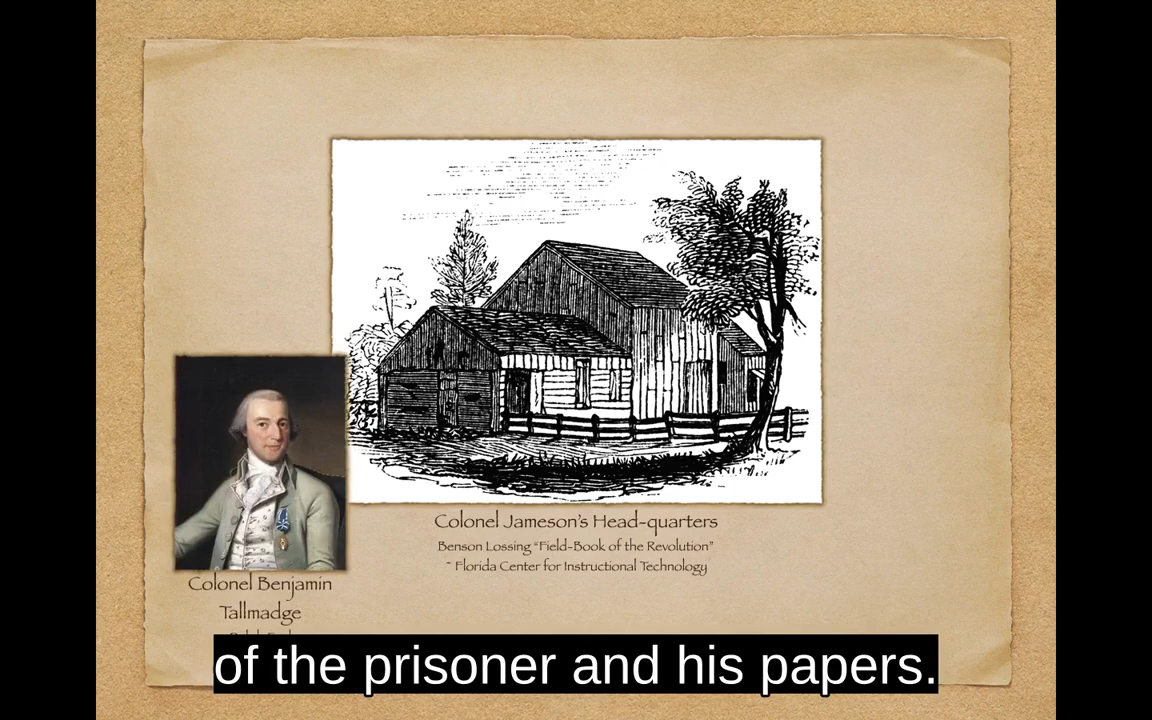 Colonel Jameson's Head-quarters
Benson Lossing “Field-Book of the Revolution”
~ Florida Center for Instructional Technology
Colonel Benjamin
Tallmadge
of the prisoner and his papers.